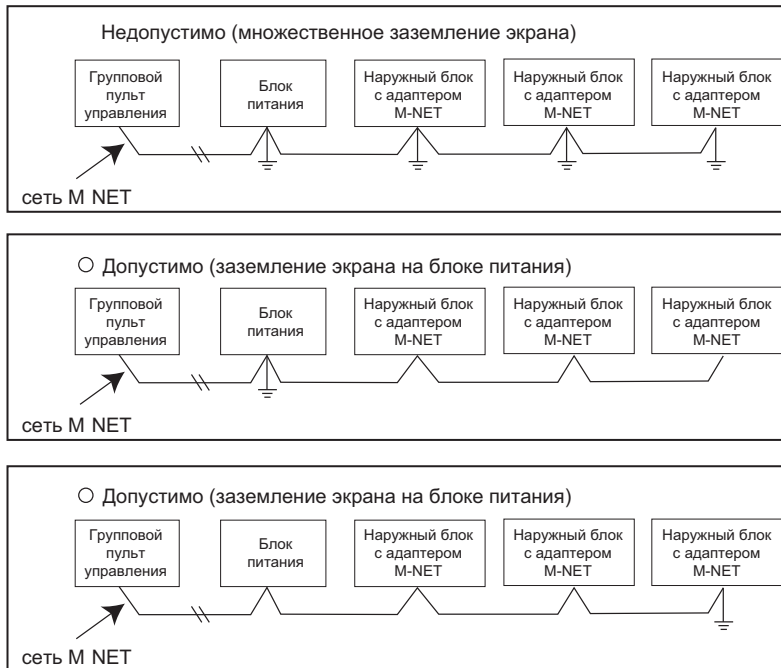 Недопустимо (множественное заземление экрана)
Групповой
пульт
управления
Блок
питания
Наружный блок
с адаптером
M-NET
Наружный блок
с адаптером
M-NET
Наружный блок
с адаптером
M-NET
сеть M NET
Допустимо (заземление экрана на блоке питания)
Групповой
пульт
управления
Блок
питания
Наружный блок
с адаптером
M-NET
Наружный блок
с адаптером
M-NET
Наружный блок
с адаптером
M-NET
сеть M NET
Допустимо (заземление экрана на блоке питания)
Групповой
пульт
управления
Блок
питания
Наружный блок
с адаптером
M-NET
Наружный блок
с адаптером
M-NET
Наружный блок
с адаптером
M-NET
сеть M NET